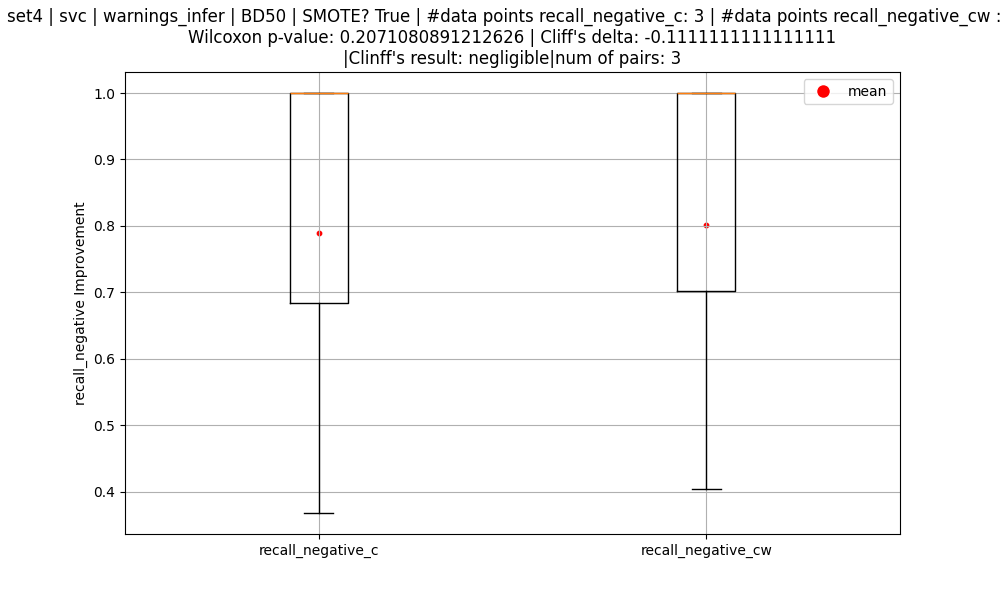 set4 | svc | warnings_infer | BD50 | SMOTE? True | #data points recall_negative_c: 3 | #data points recall_negative_cw :
Wilcoxon p-value: 0.2071080891212626 | Cliff's delta: -0.1111111111111111
|Clinff's result: negligible|num of pairs: 3
mean
1.0
0.9
0.8
0.7
0.6
0.5
0.4
recall_negative Improvement
recall_negative_c
recall_negative_cw